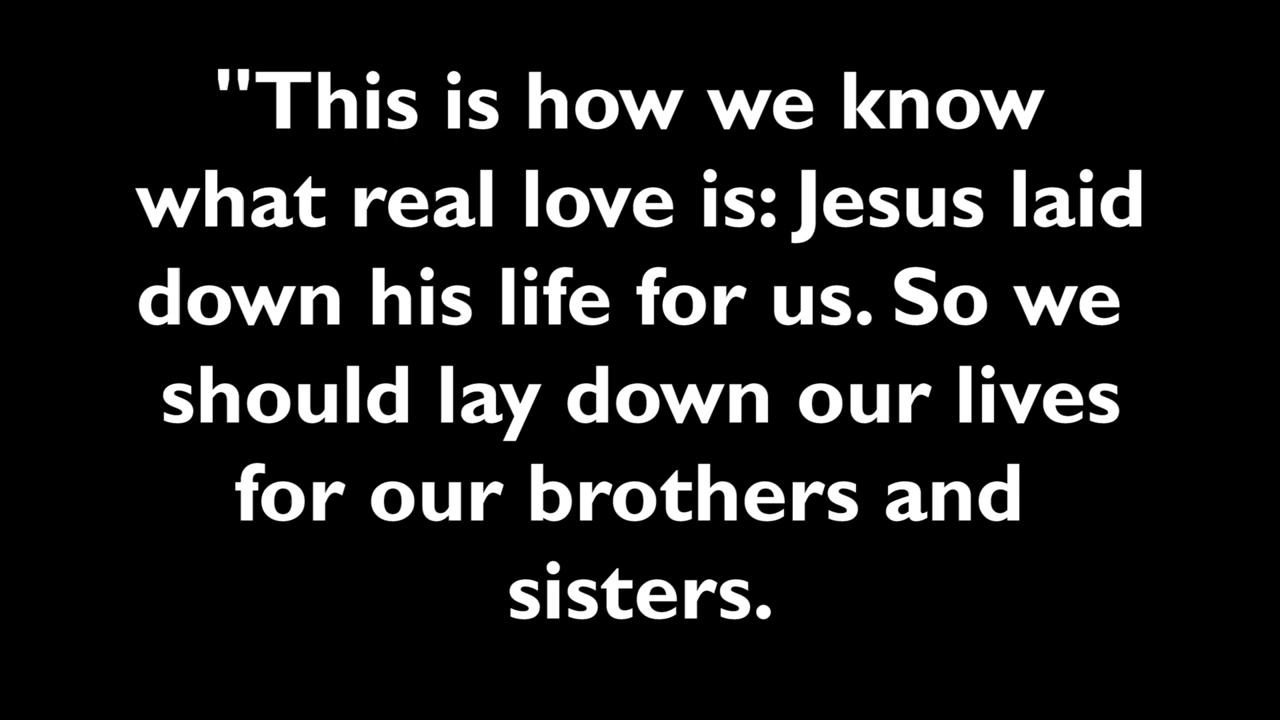 "This is how we know
what real love is: Jesus laid
down his life for us. So we
should lay down our lives
for our brothers and
sisters.